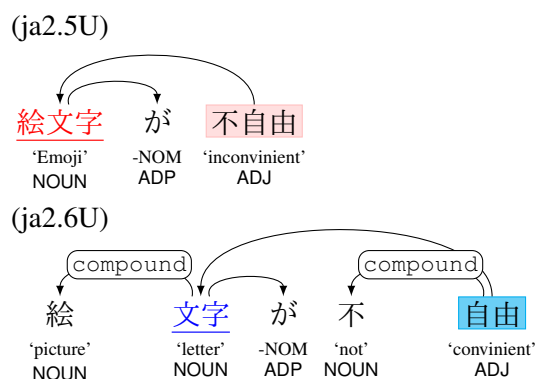 (ja2.5U)
絵文字 が 不自由
‘Emoji’ -NOM ‘inconvinient’
NOUN ADP ADJ
(ja2.6U)
compound compound
絵 文字 が 不 自由
‘picture’ ‘letter’ -NOM ‘not’ ‘convinient’
NOUN NOUN ADP NOUN ADJ